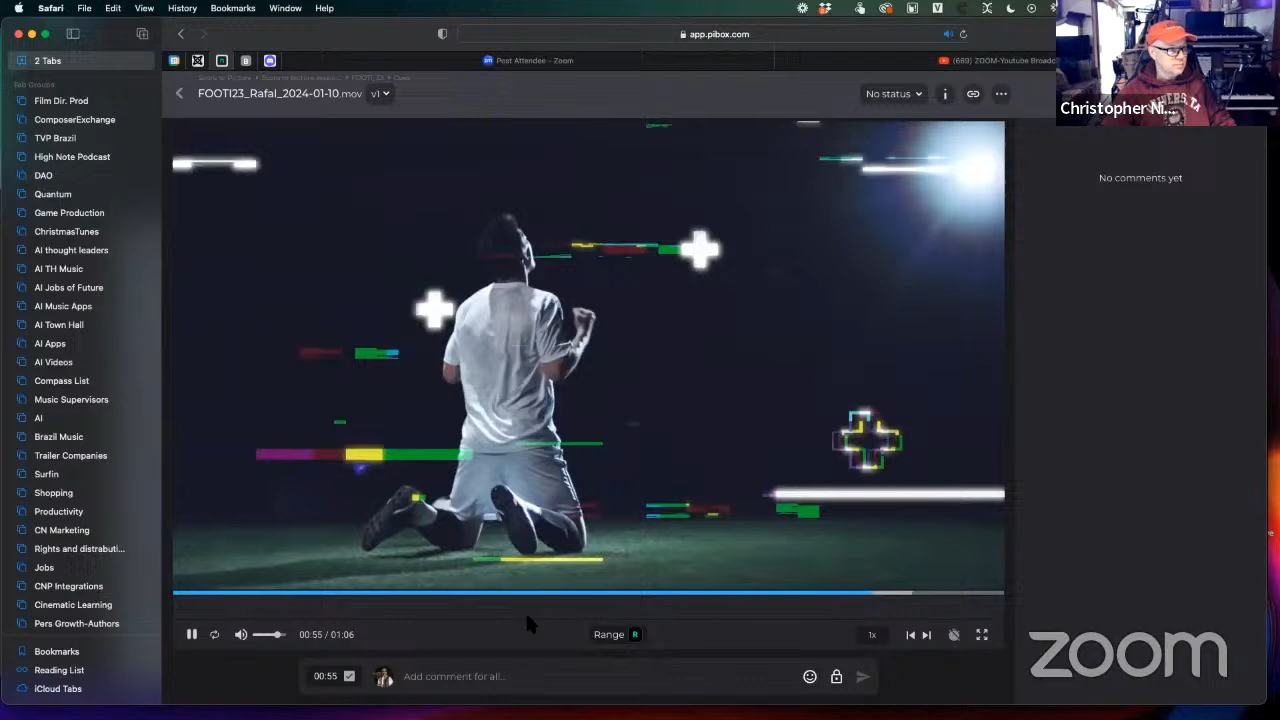 Safari File Edit View History Bookmarks Window Help
2 Tabs
app.pibox.com
Post Attendee - Zoom
(669) ZOOM-Youtube Broadc
Tab Groups
FOOTI23_Rafal_2024-01-10.mov v1
No status
Christopher Ni...
Film Dir. Prod
ComposerExchange
TVP Brazil
High Note Podcast
DAO
Quantum
Game Production
ChristmasTunes
AI thought leaders
AI TH Music
AI Jobs of Future
AI Music Apps
AI Town Hall
AI Apps
AI Videos
Compass List
Music Supervisors
AI
Brazil Music
Trailer Companies
Surfin
Shopping
Productivity
CN Marketing
Rights and distributi...
Jobs
CNP Integrations
Cinematic Learning
Pers Growth-Authors
Bookmarks
Reading List
iCloud Tabs
No comments yet
00:55 / 01:06
Range R
1x
00:55
Add comment for all...
zoom